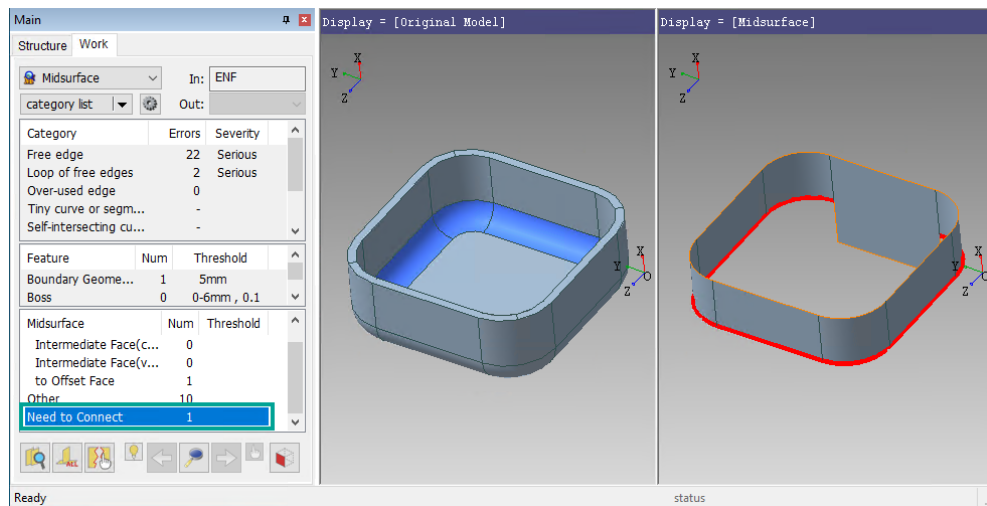 Main
Structure Work
Midsurface In: ENF
category list Out:
Category Errors Severity
Free edge 22 Serious
Loop of free edges 2 Serious
Over-used edge 0
Tiny curve or segm... -
Self-intersecting cu... -
Feature Num Threshold
Boundary Geome... 1 5mm
Boss 0 0-6mm , 0.1
Midsurface Num Threshold
Intermediate Face(c... 0
Intermediate Face(v... 0
to Offset Face 1
Other 10
Need to Connect 1
ALL
Ready
Display = [Original Model]
X
Y
Z
X
Y
O
Z
Display = [Midsurface]
X
Y
Z
X
Y
O
Z
status